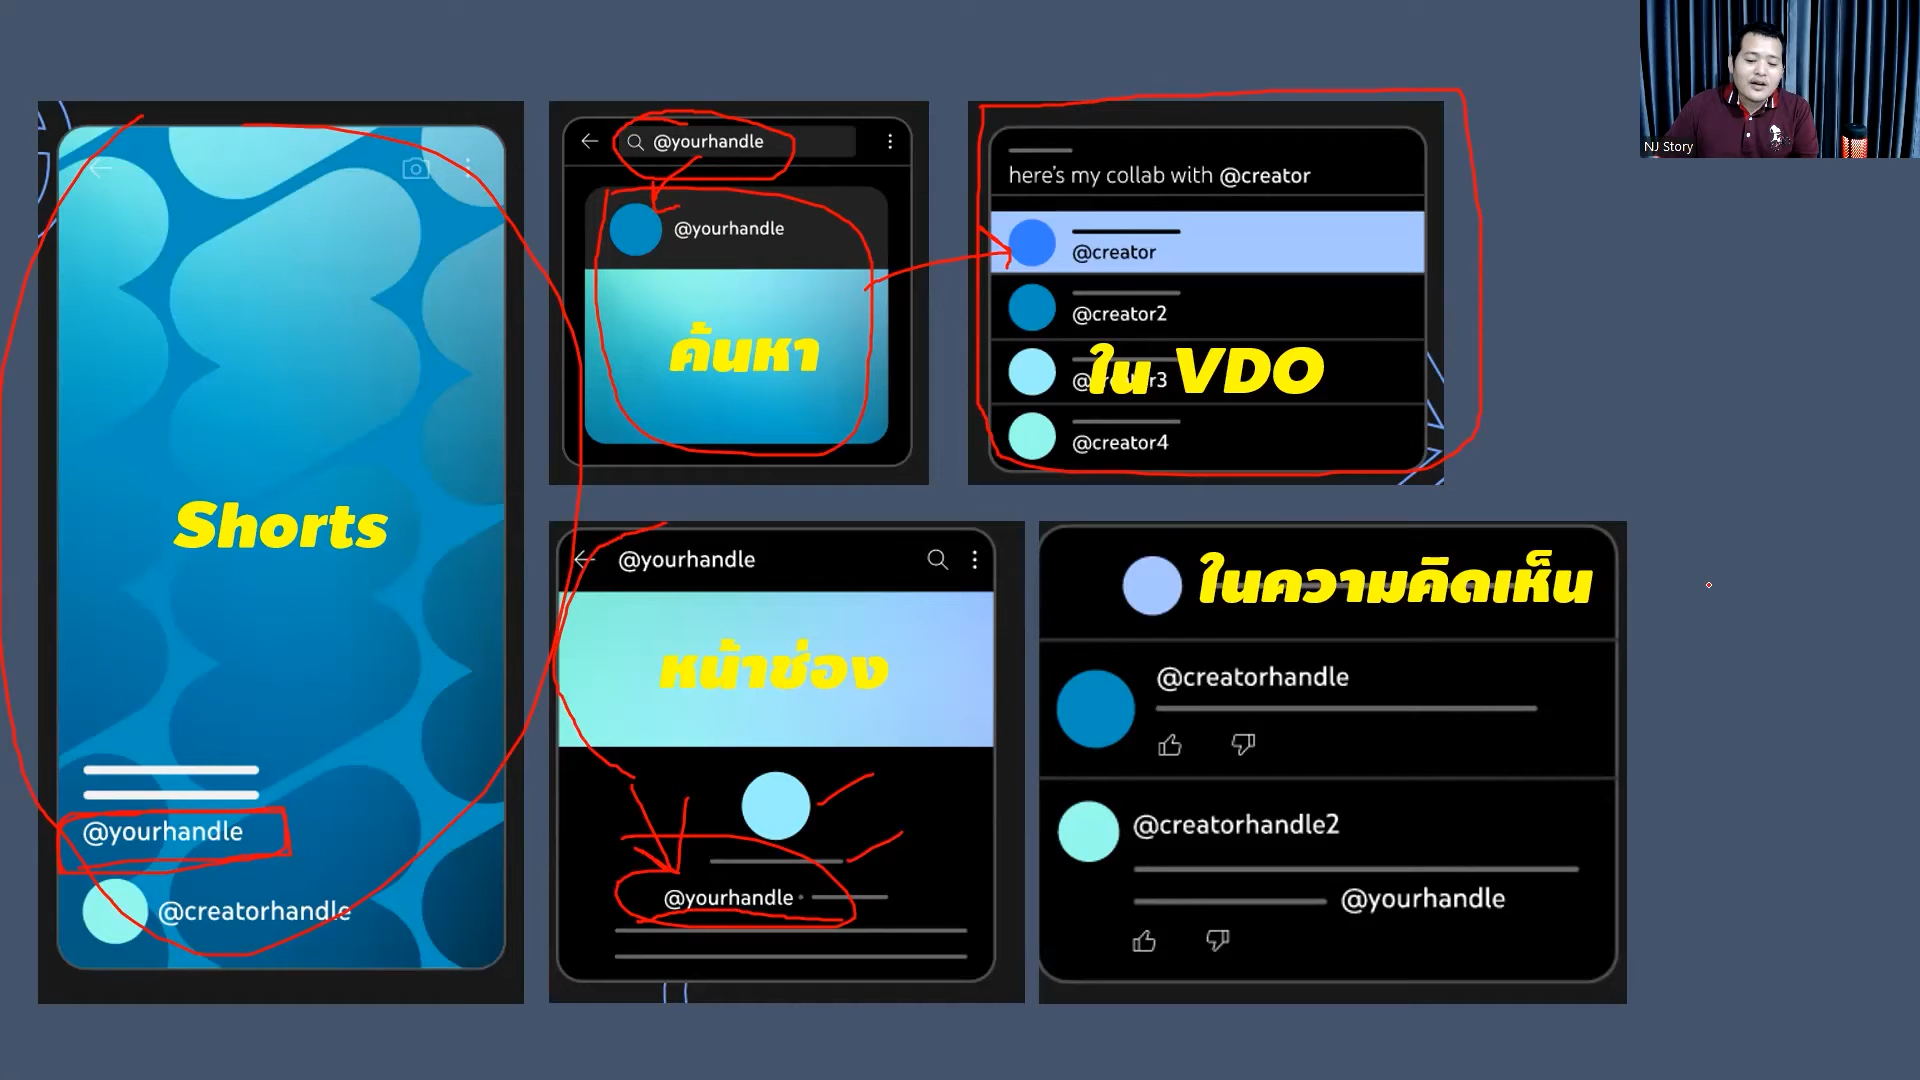 Shorts
@yourhandle
@creatorhandle
@yourhandle
@yourhandle
ค้นหา
here's my collab with @creator
@creator
@creator2
ใน VDO
@creator4
@yourhandle
หน้าช่อง
@yourhandle
ในความคิดเห็น
@creatorhandle
@creatorhandle2
@yourhandle
NJ Story